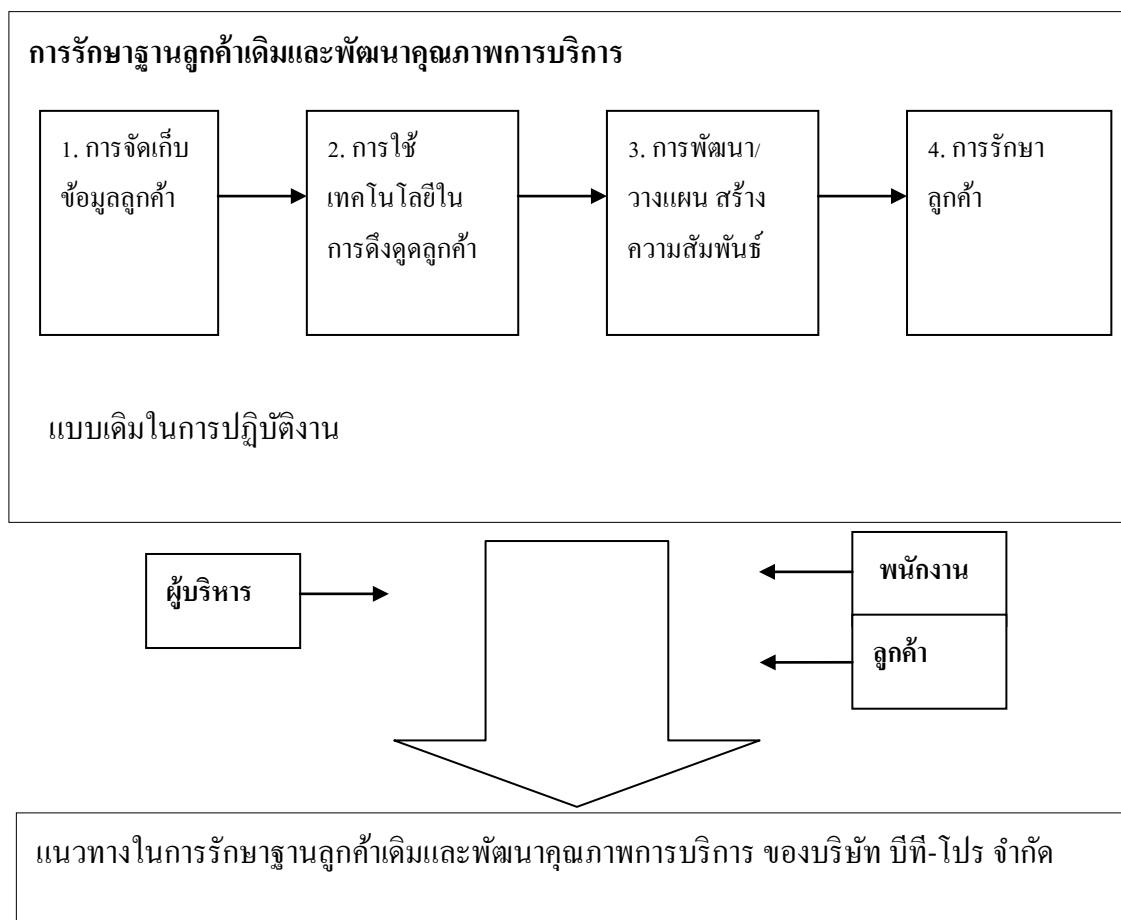 การรักษาฐานลูกค้าเดิมและพัฒนาคุณภาพการบริการ
1. การจัดเก็บ
ข้อมูลลูกค้า
2. การใช้
เทคโนโลยีใน
การดึงดูดลูกค้า
3. การพัฒนา/
วางแผน สร้าง
ความสัมพันธ์
4. การรักษา
ลูกค้า
แบบเดิมในการปฏิบัติงาน
ผู้บริหาร
พนักงาน
ลูกค้า
แนวทางในการรักษาฐานลูกค้าเดิมและพัฒนาคุณภาพการบริการ ของบริษัท บีที-โปร จำกัด